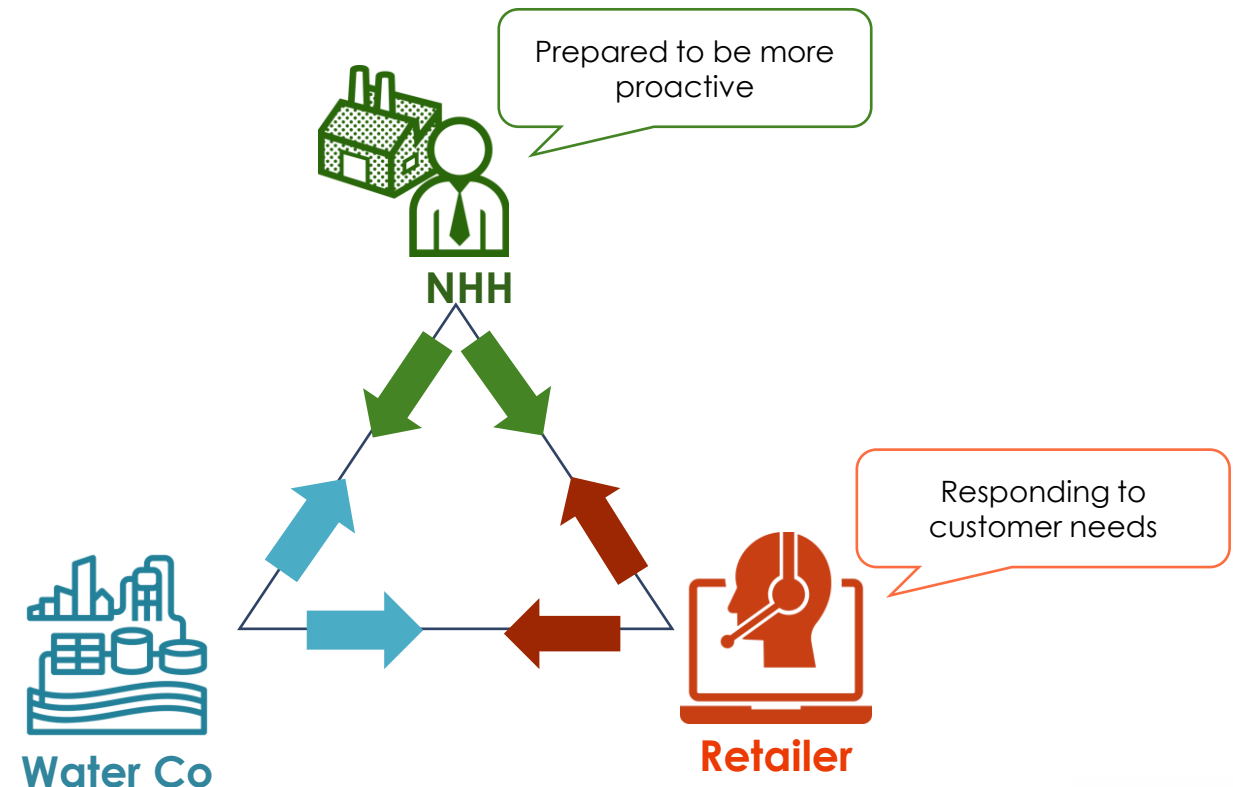 Prepared to be more
proactive
NHH
Responding to
customer needs
Retailer
Water Co